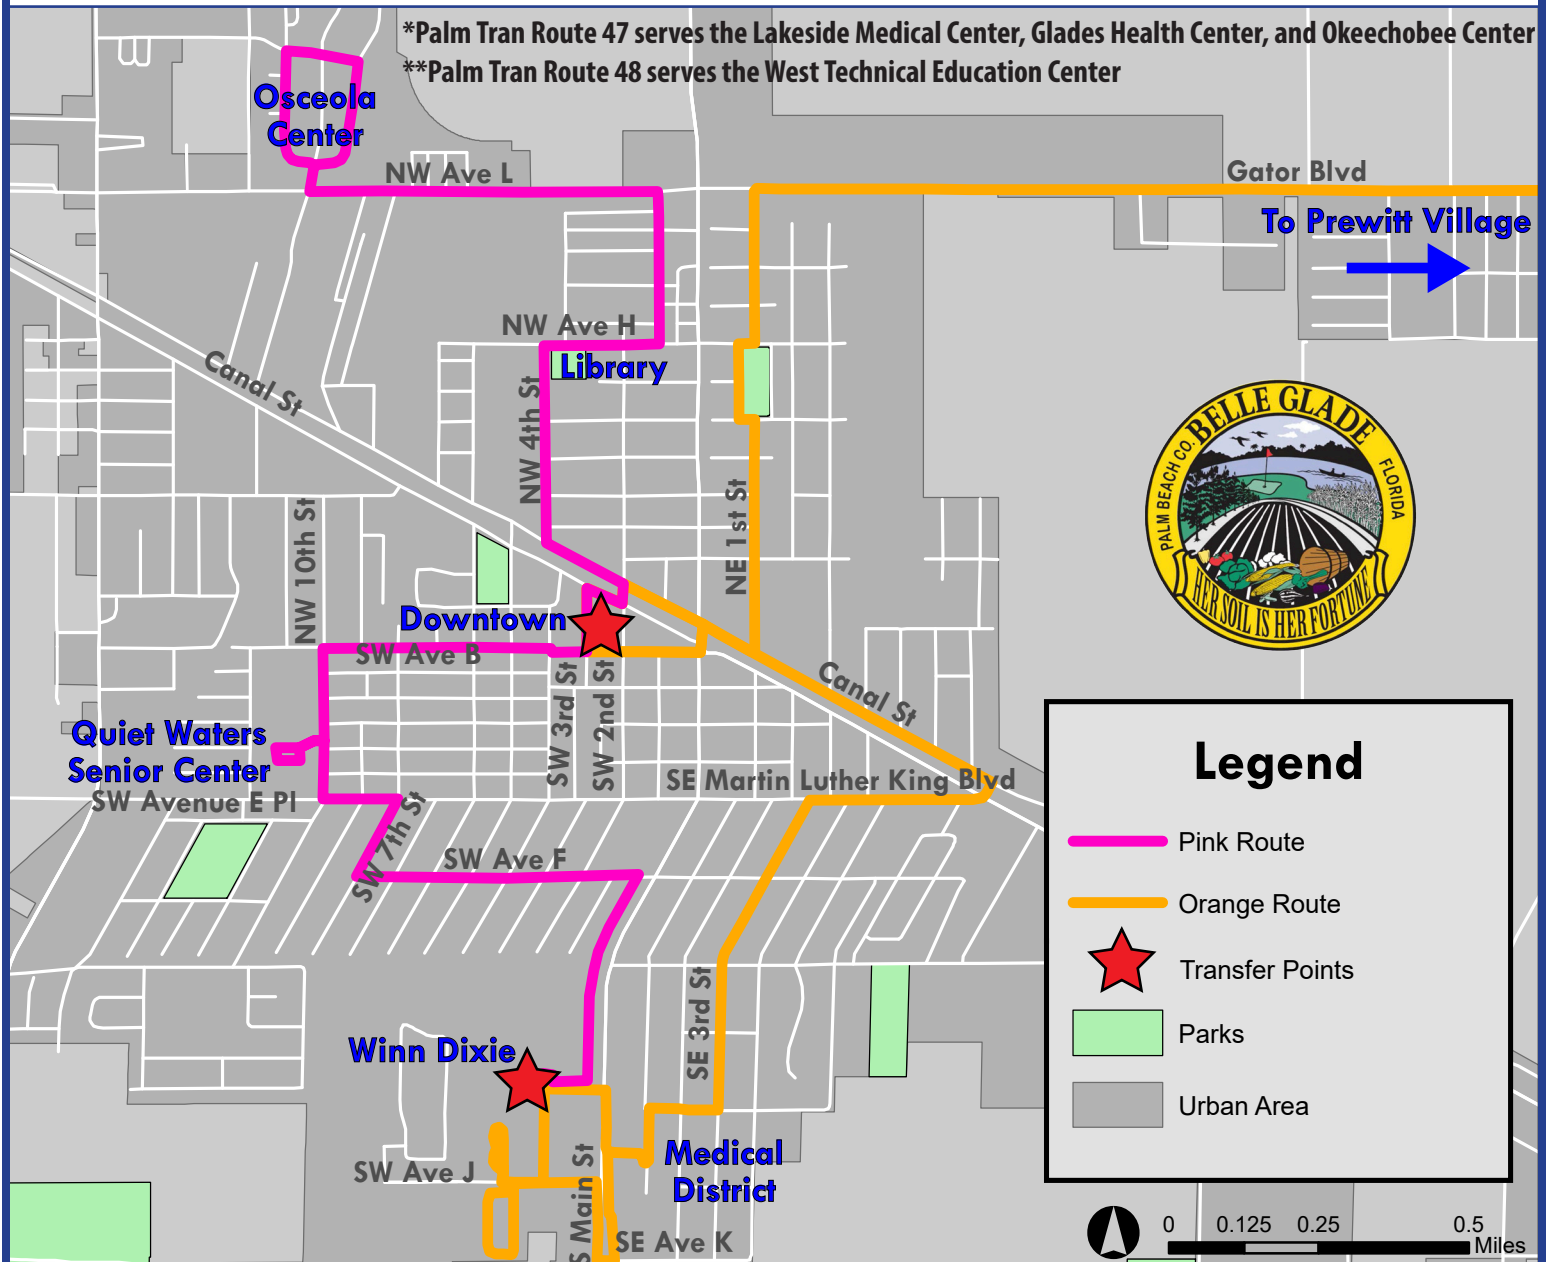 *Palm Tran Route 47 serves the Lakeside Medical Center, Glades Health Center, and Okeechobee Center
**Palm Tran Route 48 serves the West Technical Education Center
Osceola
Center
NW Ave L
Gator Blvd
To Prewitt Village
NW Ave H
Library
Canal St
NW 4th St
NE 1st St
NW 10th St
BELLE GLADE
PALM BEACH CO.
FLORIDA
HER SOIL IS HER FORTUNE
Downtown
SW Ave B
SW 3rd St
SW 2nd St
Canal St
Quiet Waters
Senior Center
SE Martin Luther King Blvd
SW Avenue E Pl
SW 7th St
SW Ave F
Legend
Pink Route
Orange Route
Transfer Points
Parks
Urban Area
SE 3rd St
Winn Dixie
Medical
District
SW Ave J
S Main St
SE Ave K
0 0.125 0.25 0.5
Miles